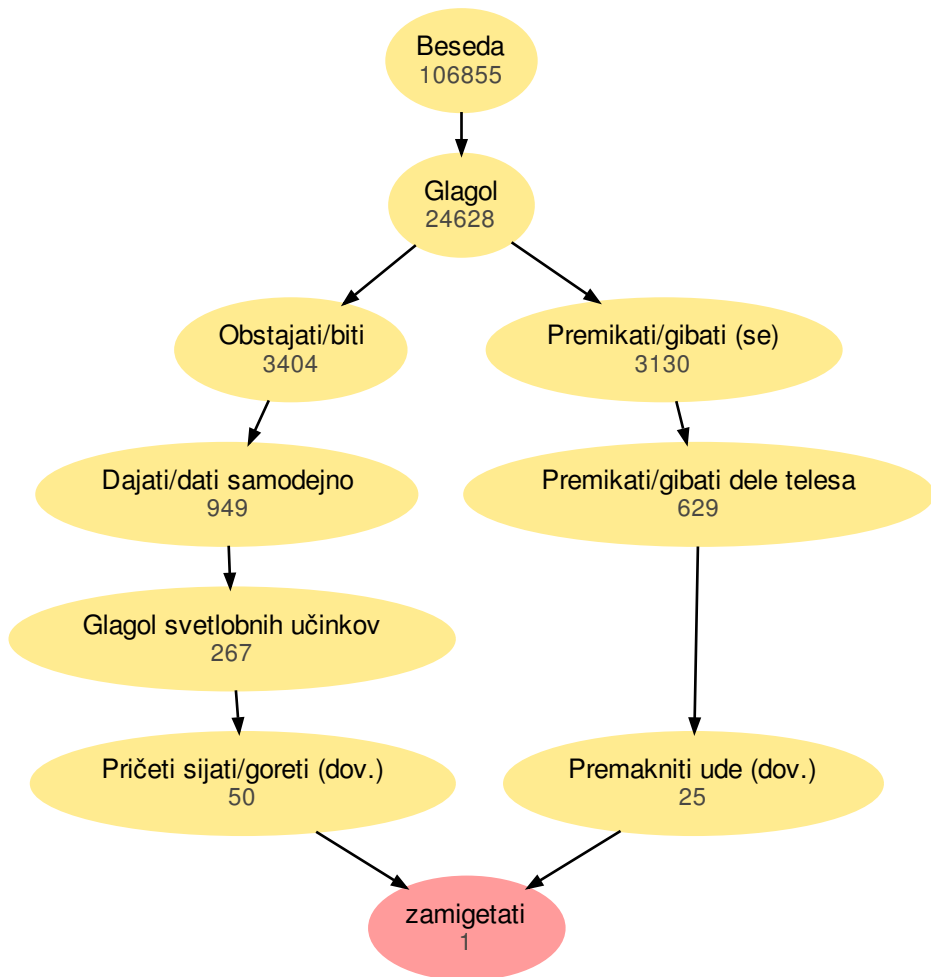 Beseda
106855
Glagol
24628
Obstajati/biti
3404
Premikati/gibati (se)
3130
Dajati/dati samodejno
949
Premikati/gibati dele telesa
629
Glagol svetlobnih učinkov
267
Pričeti sijati/goreti (dov.)
50
Premakniti ude (dov.)
25
zamigetati
1